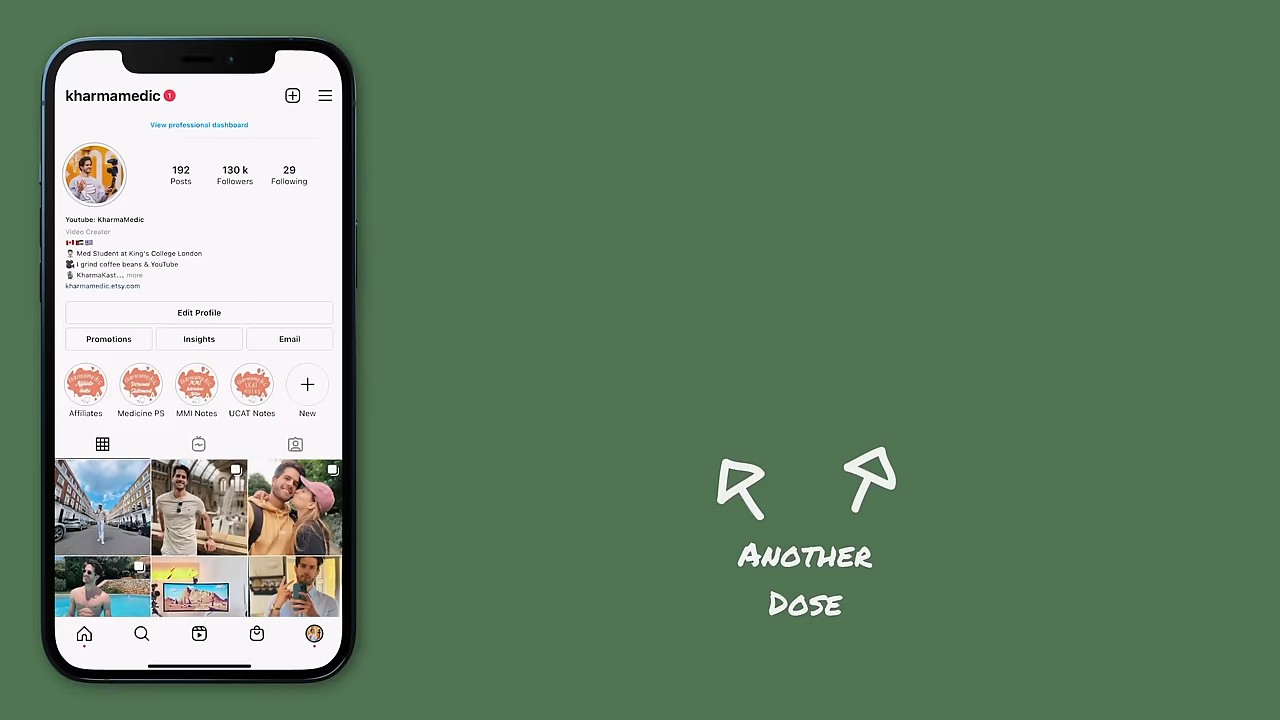 kharmamedic 1
View professional dashboard
192 130 k 29
Posts Followers Following
Youtube: KharmaMedic
Video Creator
Med Student at King's College London
I grind coffee beans & YouTube
KharmaKast... more
kharmamedic.etsy.com
Edit Profile
Promotions Insights Email
Affiliates Medicine PS MMI Notes UCAT Notes New
Another
Dose